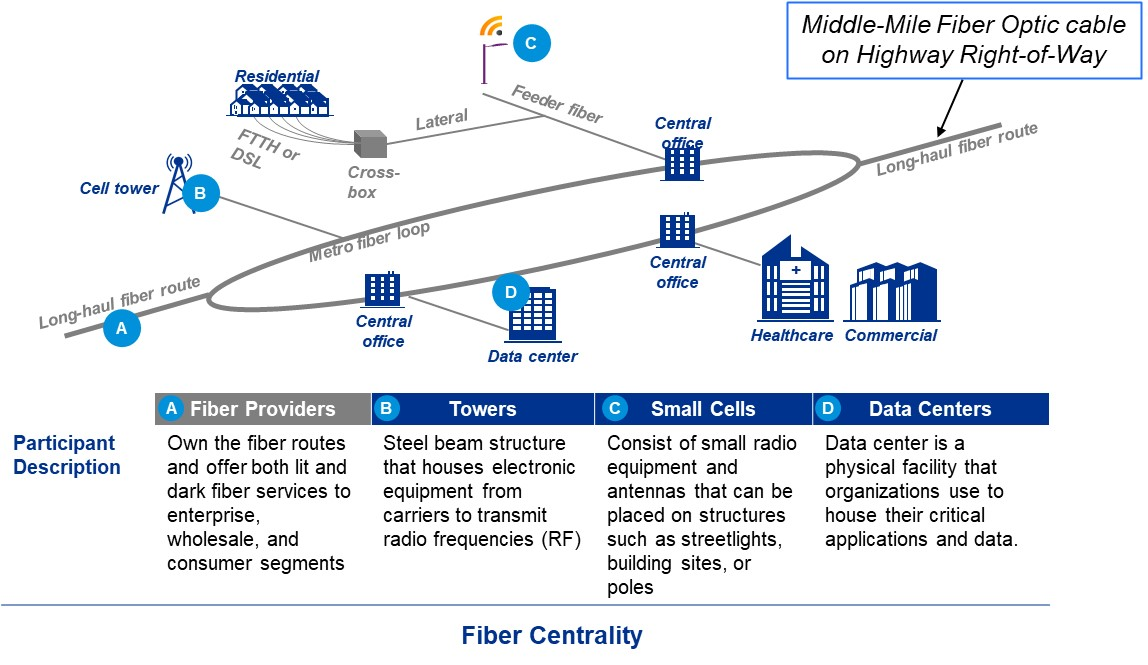 Middle-Mile Fiber Optic cable
on Highway Right-of-Way
C
Residential
Feeder fiber
Lateral
Central
office
FTTH or
DSL
Long-haul fiber route
Cross-
box
Cell tower
B
Metro fiber loop
Central
office
Long-haul fiber route
A
D
Central
office
Data center
Healthcare
Commercial
A Fiber Providers
B Towers
C Small Cells
D Data Centers
Participant
Description
Own the fiber routes
and offer both lit and
dark fiber services to
enterprise,
wholesale, and
consumer segments
Steel beam structure
that houses electronic
equipment from
carriers to transmit
radio frequencies (RF)
Consist of small radio
equipment and
antennas that can be
placed on structures
such as streetlights,
building sites, or
poles
Data center is a
physical facility that
organizations use to
house their critical
applications and data.
Fiber Centrality